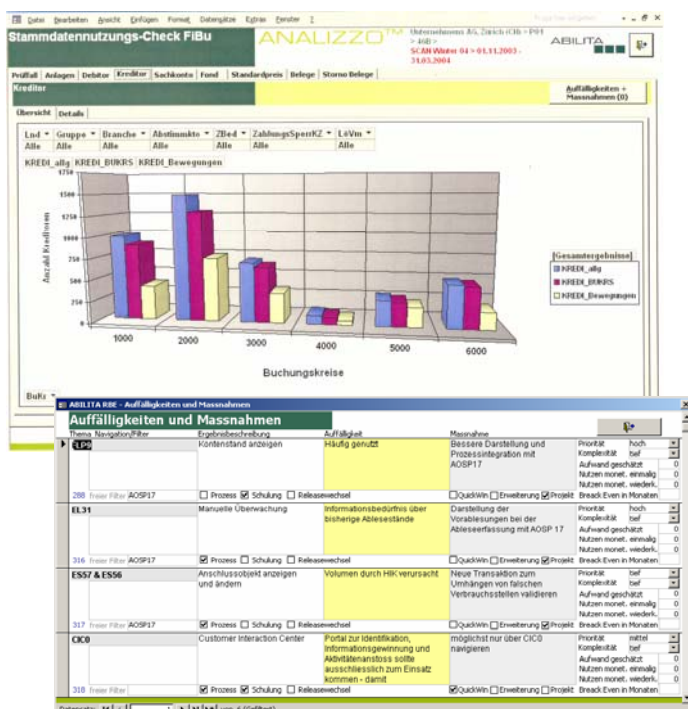 Datei Bearbeiten Ansicht Einfügen Format Datensätze Extras Fenster ?
Stammdatennutzungs-Check FiBu
ANALIZZO™
Unternehmens AG, Zürich (CH) > P01
> 46B >
SCAN Winter 04 > 01.11.2003 -
31.03.2004
ABILITA
Prüffall Anlagen Debitor Kreditor Sachkonto Fond Standardpreis Belege Storno Belege
Kreditor
Auffälligkeiten +
Massnahmen (0)
Übersicht Details
Lnd Gruppe Branche Abstimmkto ZBed ZahlungsSperrKZ LöVm
Alle Alle Alle Alle Alle Alle Alle
KREDI_allg KREDI_BUKRS KREDI_Bewegungen
1750
1500
1000
750
500
250
0
Anzahl Kreditoren
1000 2000 3000 4000 5000 6000
Buchungskreise
[Gesamtergebnisse]
KREDI_allg
KREDI_BUKRS
KREDI_Bewegungen
BuKr
ABILITA RBE - Auffälligkeiten und Massnahmen
Auffälligkeiten und Massnahmen
Thema Navigation/Filter Ergebnisbeschreibung Auffälligkeit Massnahme
FLP9
Kontenstand anzeigen
Häufig genutzt
Bessere Darstellung und
Prozessintegration mit
AOSP17
Priorität hoch
Komplexität tief
Aufwand geschätzt 0
Nutzen monet. einmalig 0
Nutzen monet. wiederk. 0
288 freier Filter AOSP17 Prozess Schulung Releasewechsel QuickWin Erweiterung Projekt Breack Even in Monaten
EL31
Manuelle Überwachung
Informationsbedürfnis über
bisherige Ablesestände
Darstellung der
Vorablesungen bei der
Ableseerfassung mit AOSP 17
Priorität hoch
Komplexität tief
Aufwand geschätzt 0
Nutzen monet. einmalig 0
Nutzen monet. wiederk. 0
316 freier Filter AOSP17 Prozess Schulung Releasewechsel QuickWin Erweiterung Projekt Breack Even in Monaten
ES57 & ES56
Anschlussobjekt anzeigen
und ändern
Volumen durch HIK verursacht
Neue Transaktion zum
Umhängen von falschen
Verbrauchsstellen validieren
Priorität tief
Komplexität tief
Aufwand geschätzt 0
Nutzen monet. einmalig 0
Nutzen monet. wiederk. 0
317 freier Filter AOSP17 Prozess Schulung Releasewechsel QuickWin Erweiterung Projekt Breack Even in Monaten
CIC0
Customer Interaction Center
Portal zur Identifikation,
Informationsgewinnung und
Aktivitätenanstoss sollte
ausschliesslich zum Einsatz
kommen - damit
möglichst nur über CIC0
navigieren
Priorität mittel
Komplexität tief
Aufwand geschätzt 0
Nutzen monet. einmalig 0
Nutzen monet. wiederk. 0
318 freier Filter Prozess Schulung Releasewechsel QuickWin Erweiterung Projekt Breack Even in Monaten